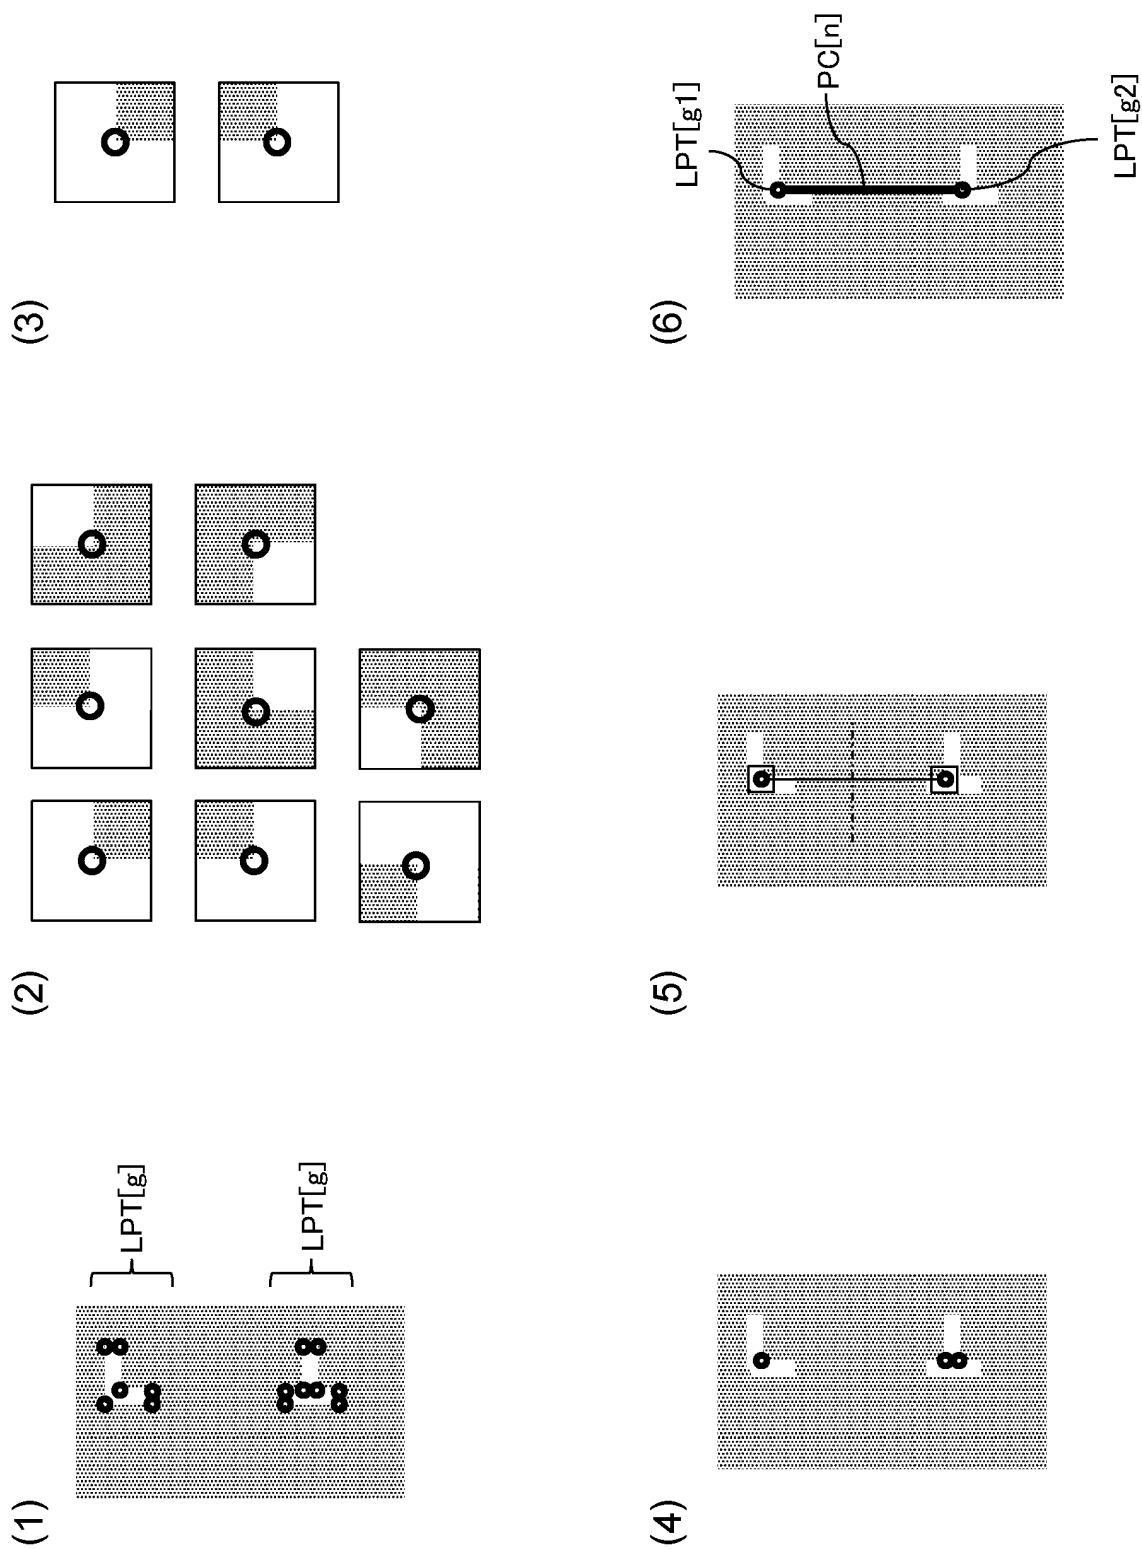 (1)
LPT[g]
LPT[g]
(2)
(3)
(4)
(5)
(6)
LPT[g1]
PC[n]
LPT[g2]